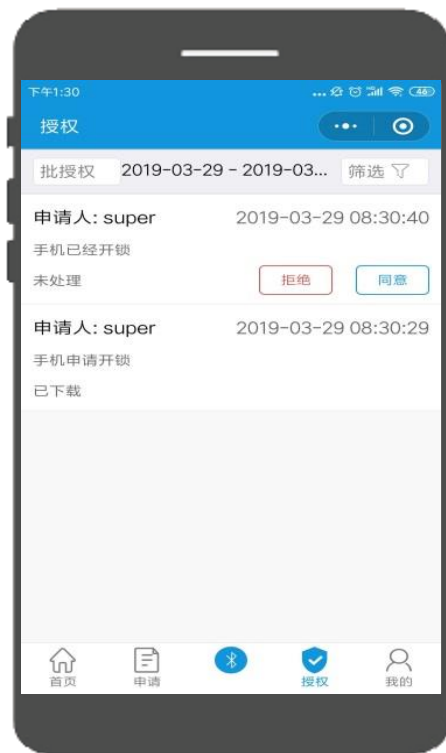 下午1:30 ... 46
授权
批授权 2019-03-29 - 2019-03... 筛选
申请人: super 2019-03-29 08:30:40
手机已经开锁
未处理 拒绝 同意
申请人: super 2019-03-29 08:30:29
手机申请开锁
已下载
首页 申请 授权 我的